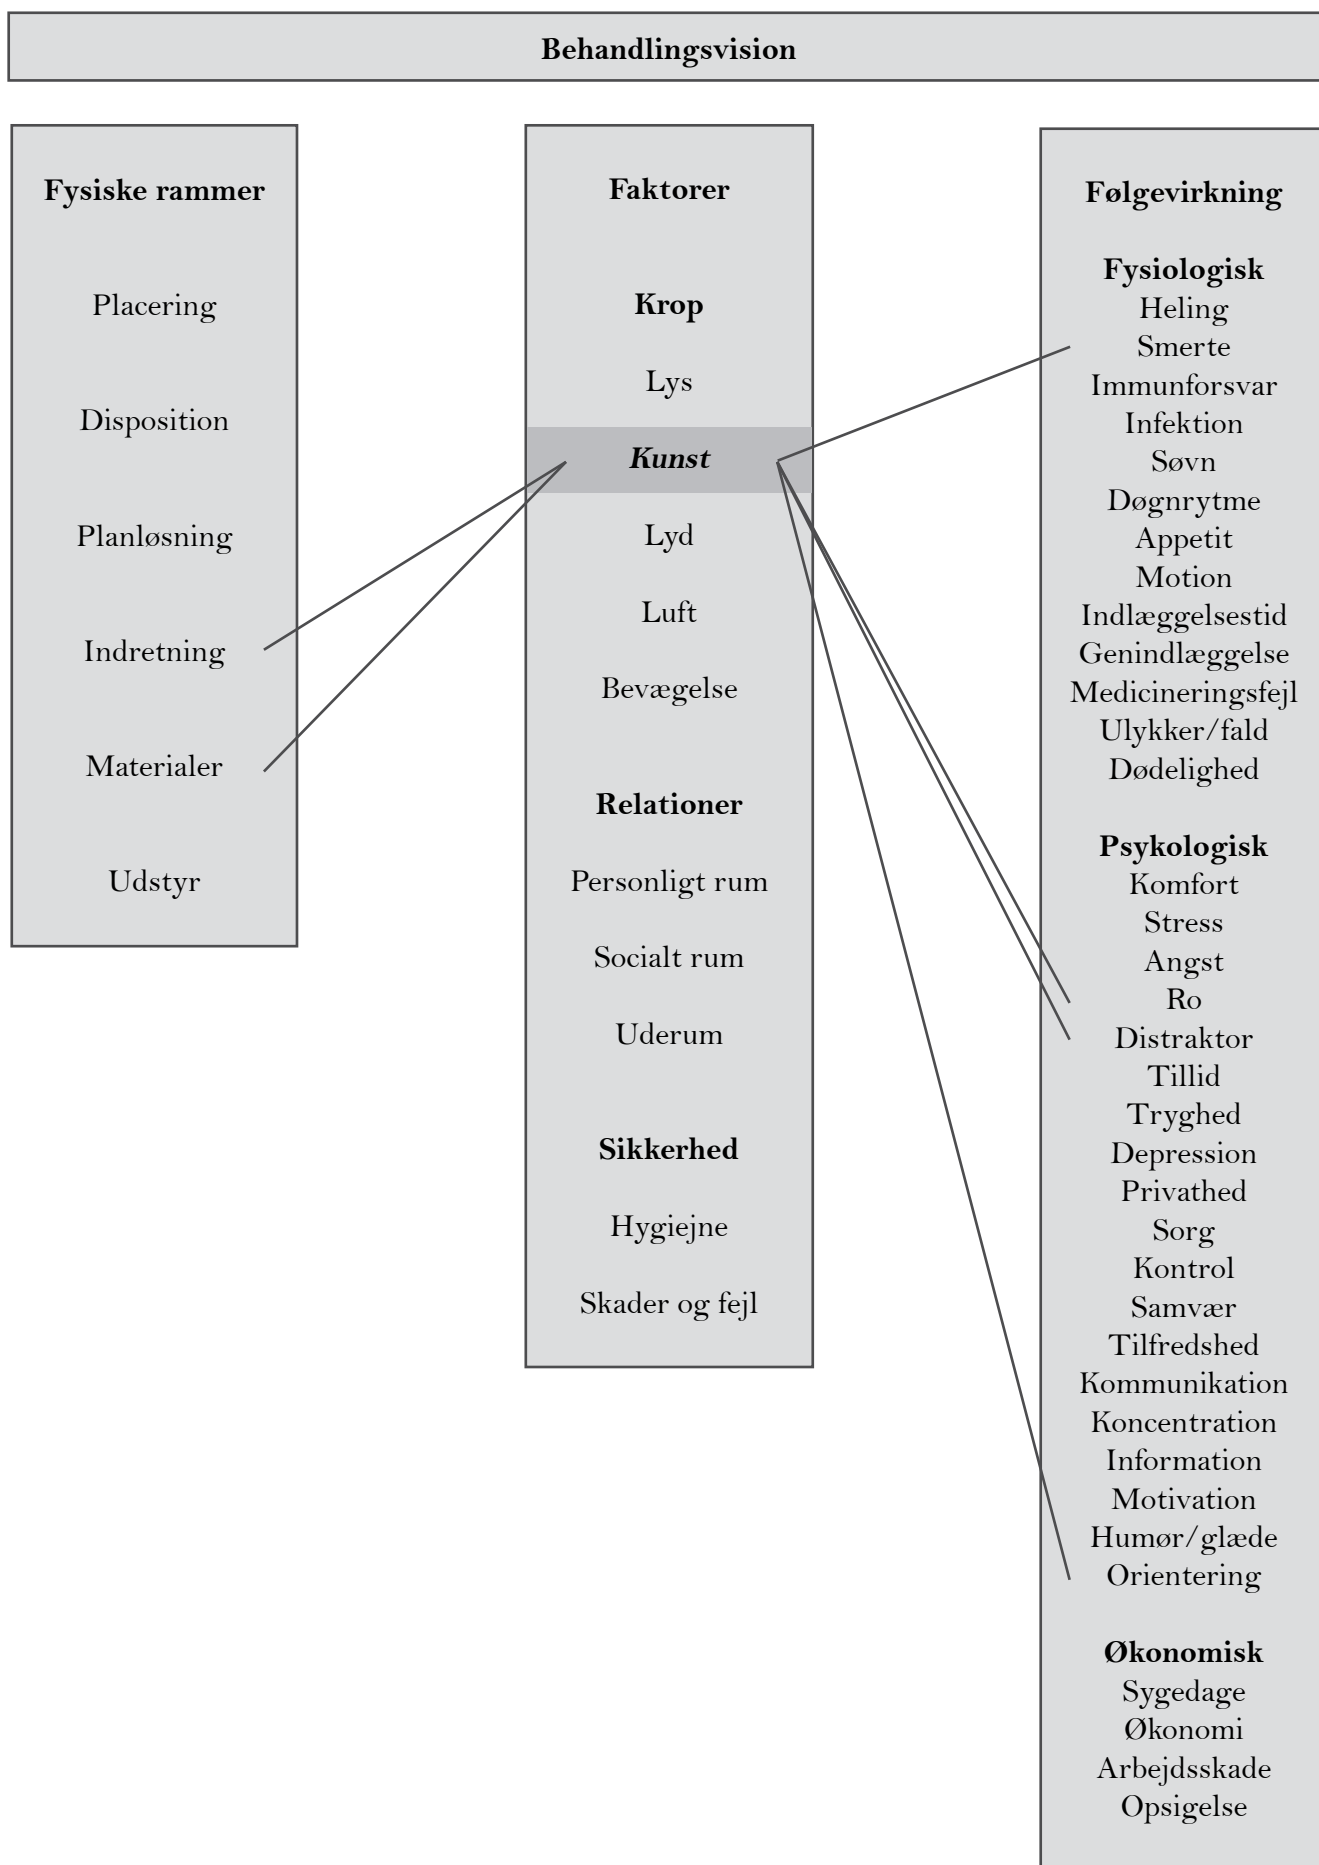 Behandlingsvision
Fysiske rammer
Placering
Disposition
Planløsning
Indretning
Materialer
Udstyr
Faktorer
Krop
Lys
Kunst
Lyd
Luft
Bevægelse
Relationer
Personligt rum
Socialt rum
Uderum
Sikkerhed
Hygiejne
Skader og fejl
Følgevirkning
Fysiologisk
Heling
Smerte
Immunforsvar
Infektion
Søvn
Døgnrytme
Appetit
Motion
Indlæggelsestid
Genindlæggelse
Medicineringsfejl
Ulykker/fald
Dødelighed
Psykologisk
Komfort
Stress
Angst
Ro
Distraktor
Tillid
Tryghed
Depression
Privathed
Sorg
Kontrol
Samvær
Tilfredshed
Kommunikation
Koncentration
Information
Motivation
Humør/glæde
Orientering
Økonomisk
Sygedage
Økonomi
Arbejdsskade
Opsigelse